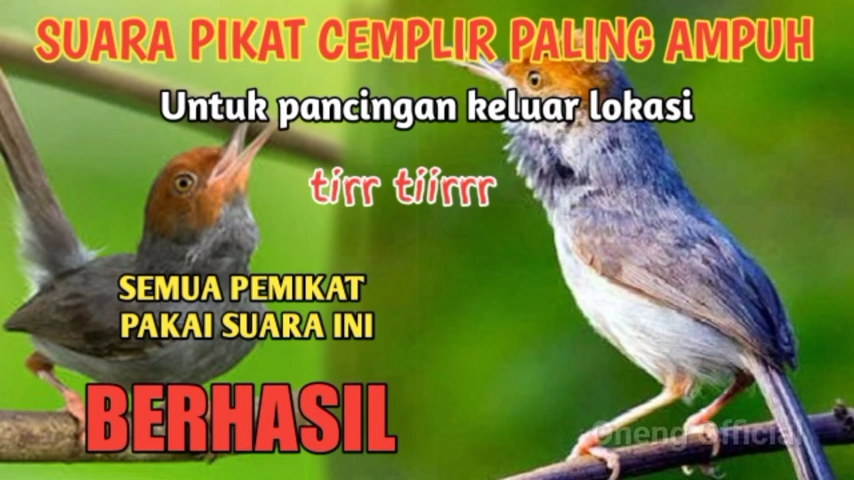 SUARA PIKAT CEMPLIR PALING AMPUH
Untuk pancingan keluar lokasi
tirr tiirrr
SEMUA PEMIKAT
PAKAI SUARA INI
BERHASIL
Oneng Official